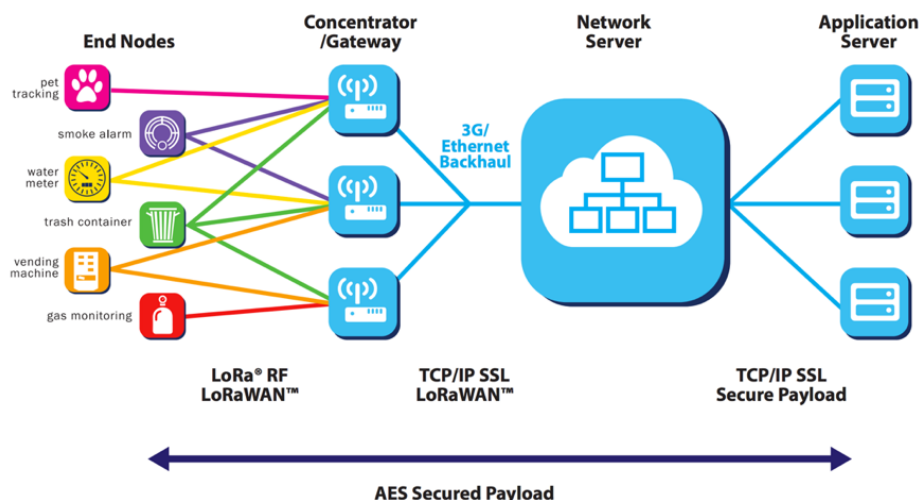 End Nodes
Concentrator
/Gateway
Network
Server
Application
Server
pet
tracking
smoke alarm
water
meter
trash container
vending
machine
gas monitoring
3G/
Ethernet
Backhaul
LoRa® RF
LoRaWAN™
TCP/IP SSL
LoRaWAN™
TCP/IP SSL
Secure Payload
AES Secured Payload